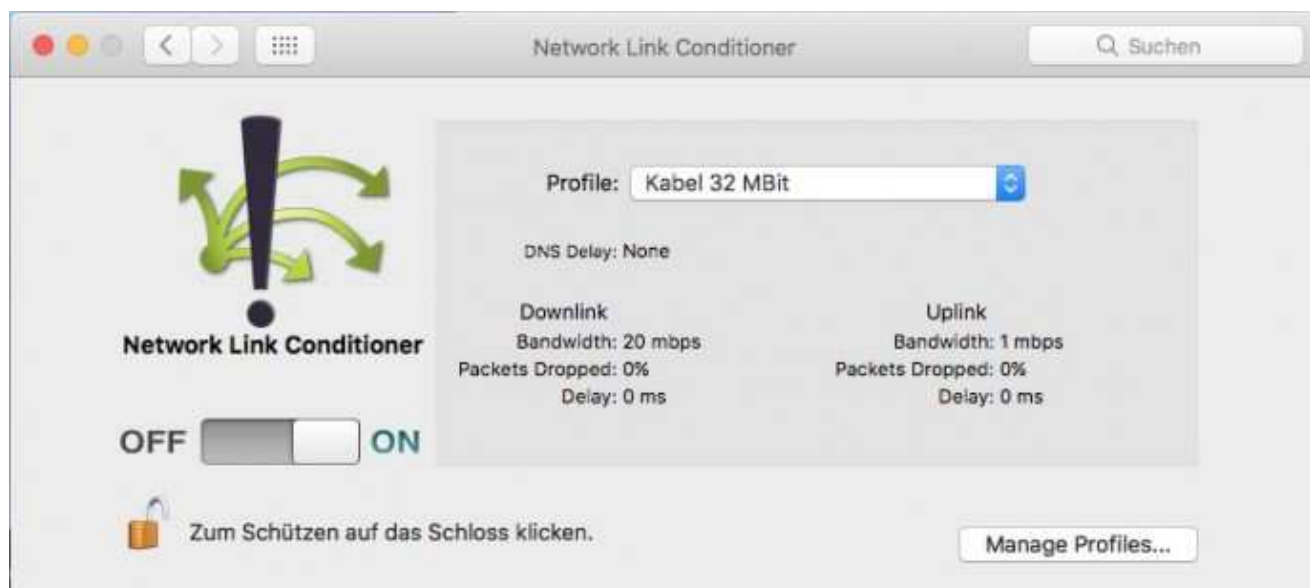 Network Link Conditioner
Suchen
Profile: Kabel 32 MBit
DNS Delay: None
Downlink
Bandwidth: 20 mbps
Packets Dropped: 0%
Delay: 0 ms
Uplink
Bandwidth: 1 mbps
Packets Dropped: 0%
Delay: 0 ms
Network Link Conditioner
OFF ON
Zum Schützen auf das Schloss klicken.
Manage Profiles...